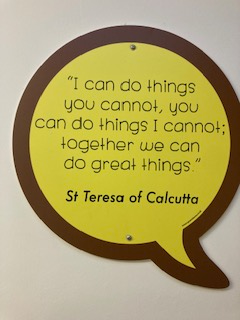 "I can do things
you cannot, you
can do things I cannot;
together we can
do great things."
St Teresa of Calcutta